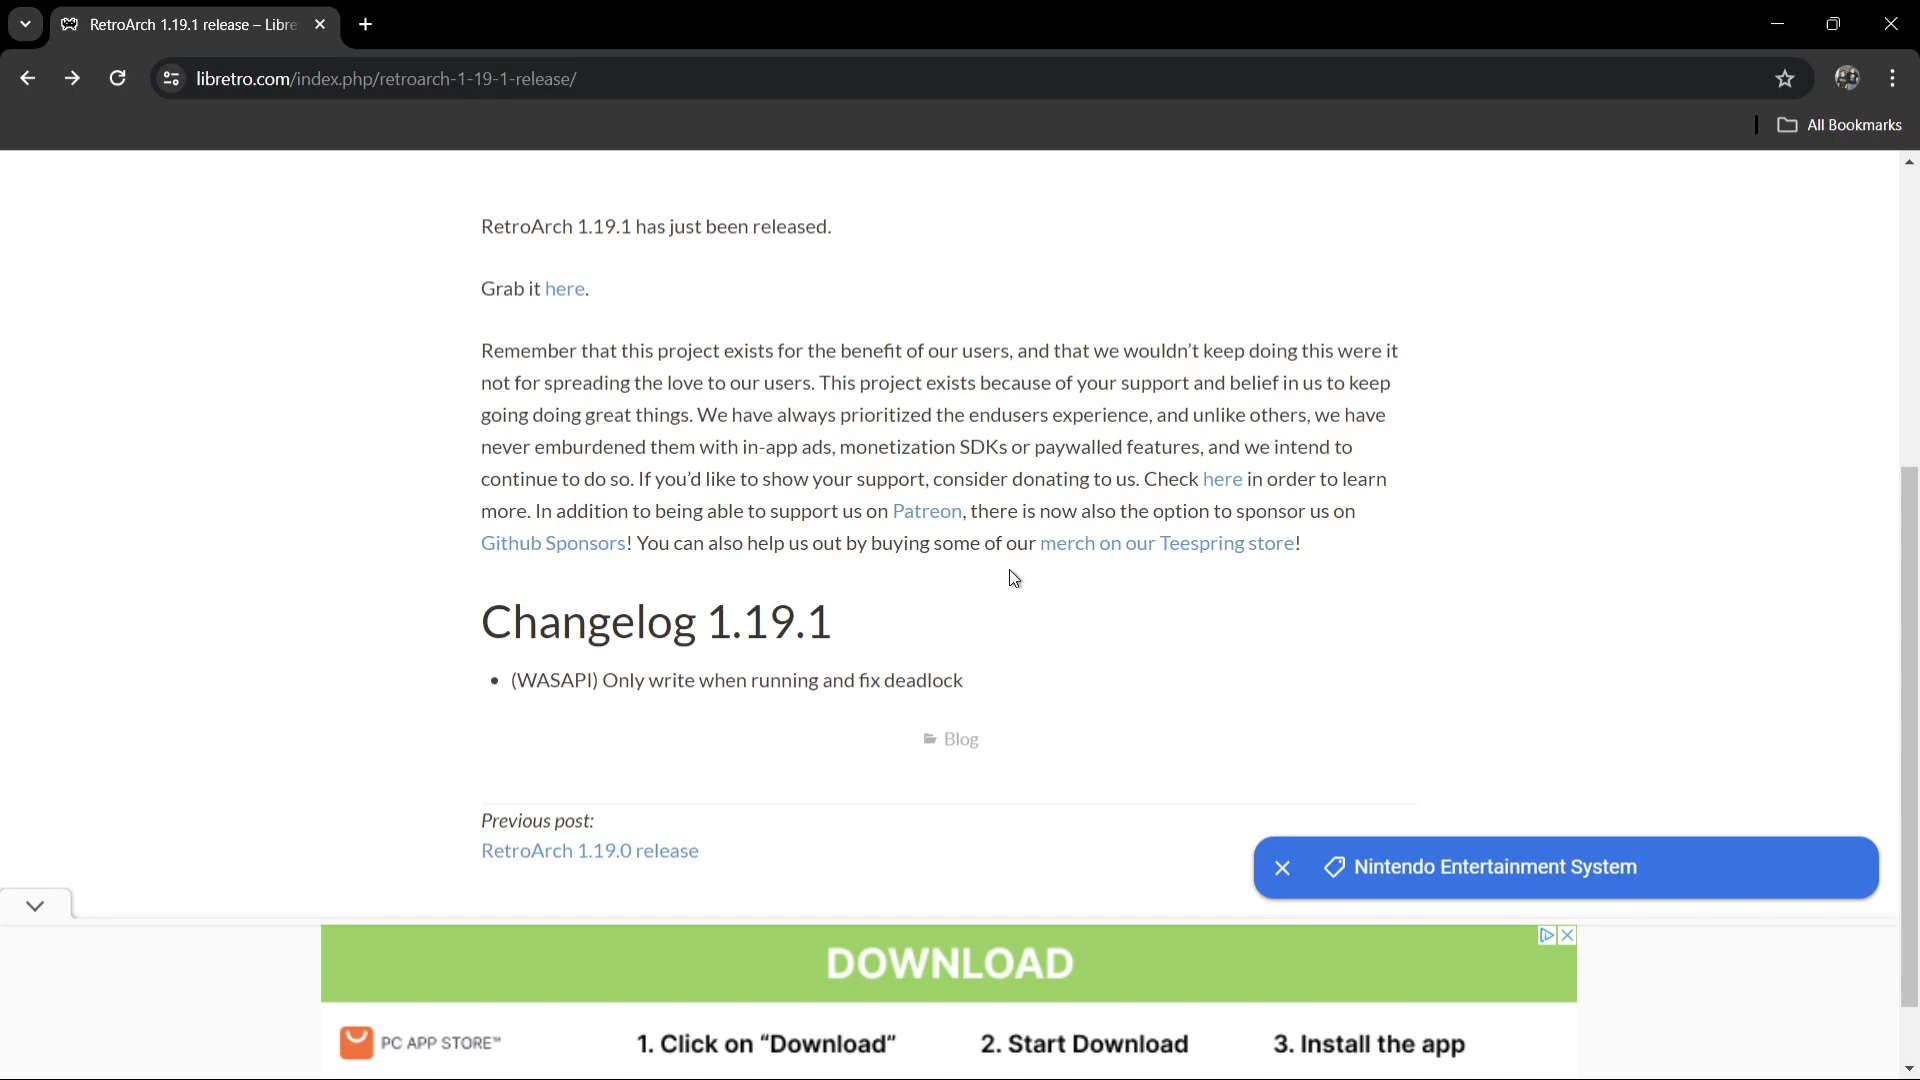 RetroArch 1.19.1 release – Libre
libretro.com/index.php/retroarch-1-19-1-release/
All Bookmarks
RetroArch 1.19.1 has just been released.
Grab it here.
Remember that this project exists for the benefit of our users, and that we wouldn't keep doing this were it
not for spreading the love to our users. This project exists because of your support and belief in us to keep
going doing great things. We have always prioritized the endusers experience, and unlike others, we have
never emburdened them with in-app ads, monetization SDKs or paywalled features, and we intend to
continue to do so. If you'd like to show your support, consider donating to us. Check here in order to learn
more. In addition to being able to support us on Patreon, there is now also the option to sponsor us on
Github Sponsors! You can also help us out by buying some of our merch on our Teespring store!
Changelog 1.19.1
• (WASAPI) Only write when running and fix deadlock
Blog
Previous post:
RetroArch 1.19.0 release
Nintendo Entertainment System
DOWNLOAD
PC APP STORE™
1. Click on “Download” 2. Start Download 3. Install the app